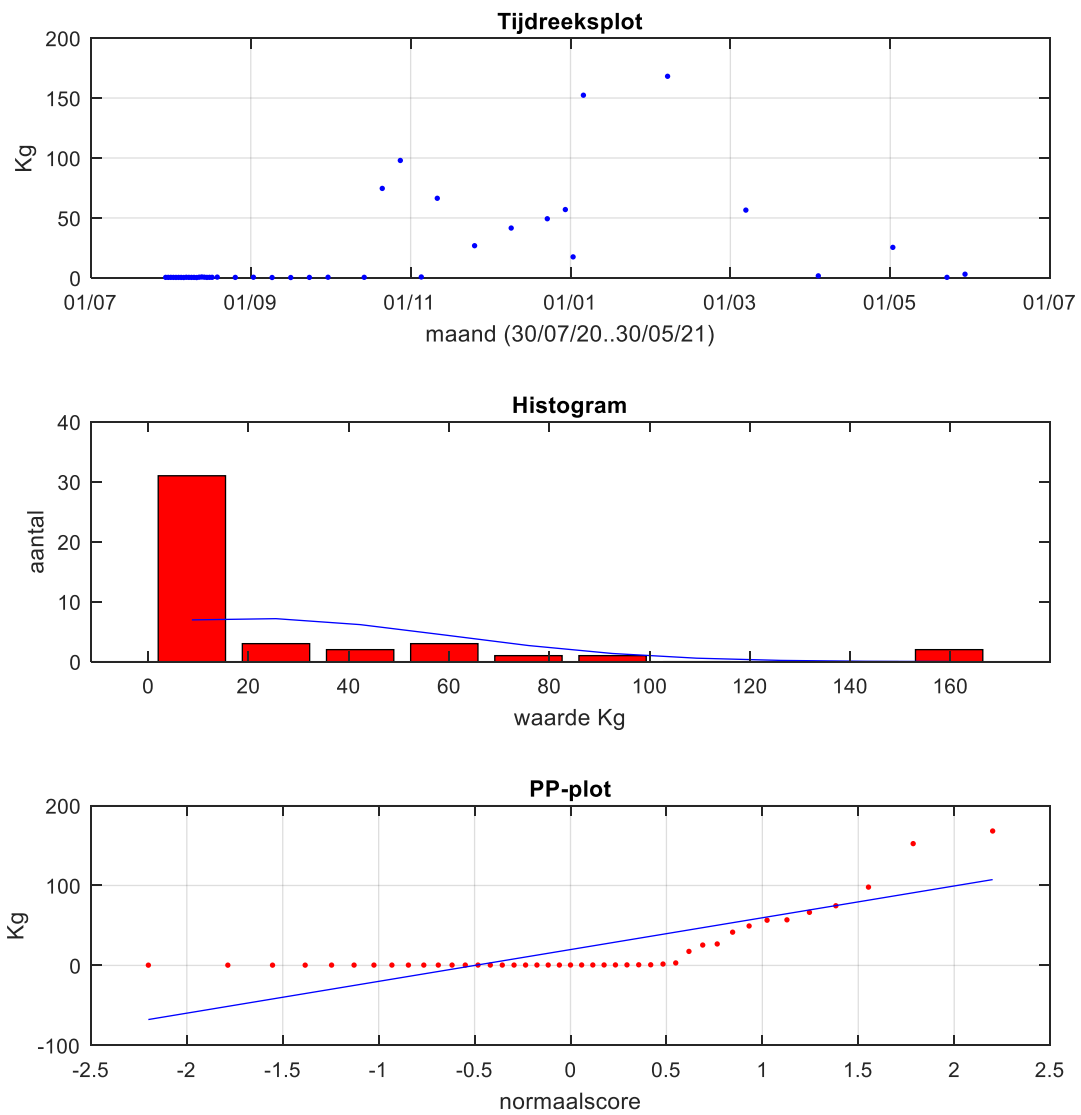 Tijdreeksplot
200
150
100
50
0
Kg
01/07 01/09 01/11 01/01 01/03 01/05 01/07
maand (30/07/20..30/05/21)
Histogram
40
30
20
10
0
aantal
0 20 40 60 80 100 120 140 160
waarde Kg
PP-plot
200
100
0
-100
Kg
-2.5 -2 -1.5 -1 -0.5 0 0.5 1 1.5 2 2.5
normaalscore